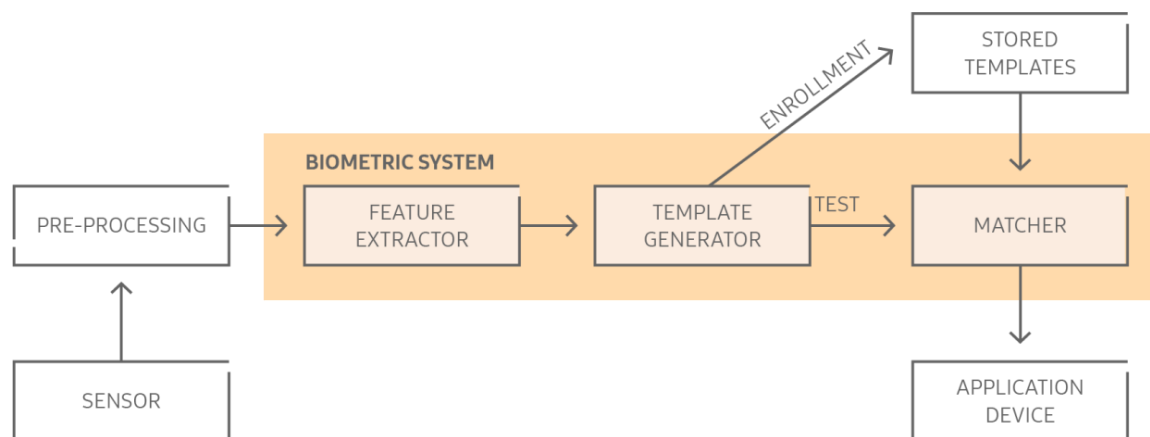 STORED
TEMPLATES
ENROLLMENT
BIOMETRIC SYSTEM
PRE-PROCESSING
FEATURE
EXTRACTOR
TEMPLATE
GENERATOR
TEST
MATCHER
SENSOR
APPLICATION
DEVICE